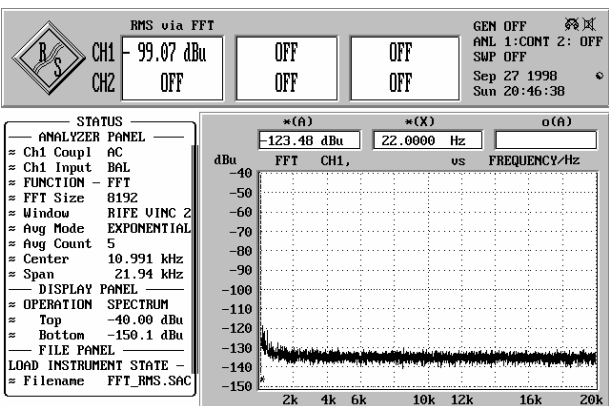 RMS via FFT
R
S
CH1 - 99.07 dBu OFF OFF
CH2 OFF OFF OFF
GEN OFF
ANL 1:CONT 2: OFF
SWP OFF
Sep 27 1998
Sun 20:46:38
STATUS
ANALYZER PANEL
≈ Ch1 Coupl AC
≈ Ch1 Input BAL
≈ FUNCTION – FFT
≈ FFT Size 8192
≈ Window RIFE VINC 2
≈ Avg Mode EXPONENTIAL
≈ Avg Count 5
≈ Center 10.991 kHz
≈ Span 21.94 kHz
DISPLAY PANEL
≈ OPERATION SPECTRUM
≈ Top -40.00 dBu
≈ Bottom -150.1 dBu
FILE PANEL
LOAD INSTRUMENT STATE –
≈ Filename FFT_RMS.SAC
*(A) *(X) o(A)
-123.48 dBu 22.0000 Hz
dBu FFT CH1, vs FREQUENCY/Hz
-40
-50
-60
-70
-80
-90
-100
-110
-120
-130
-140
-150
2k 4k 6k 10k 12k 16k 20k